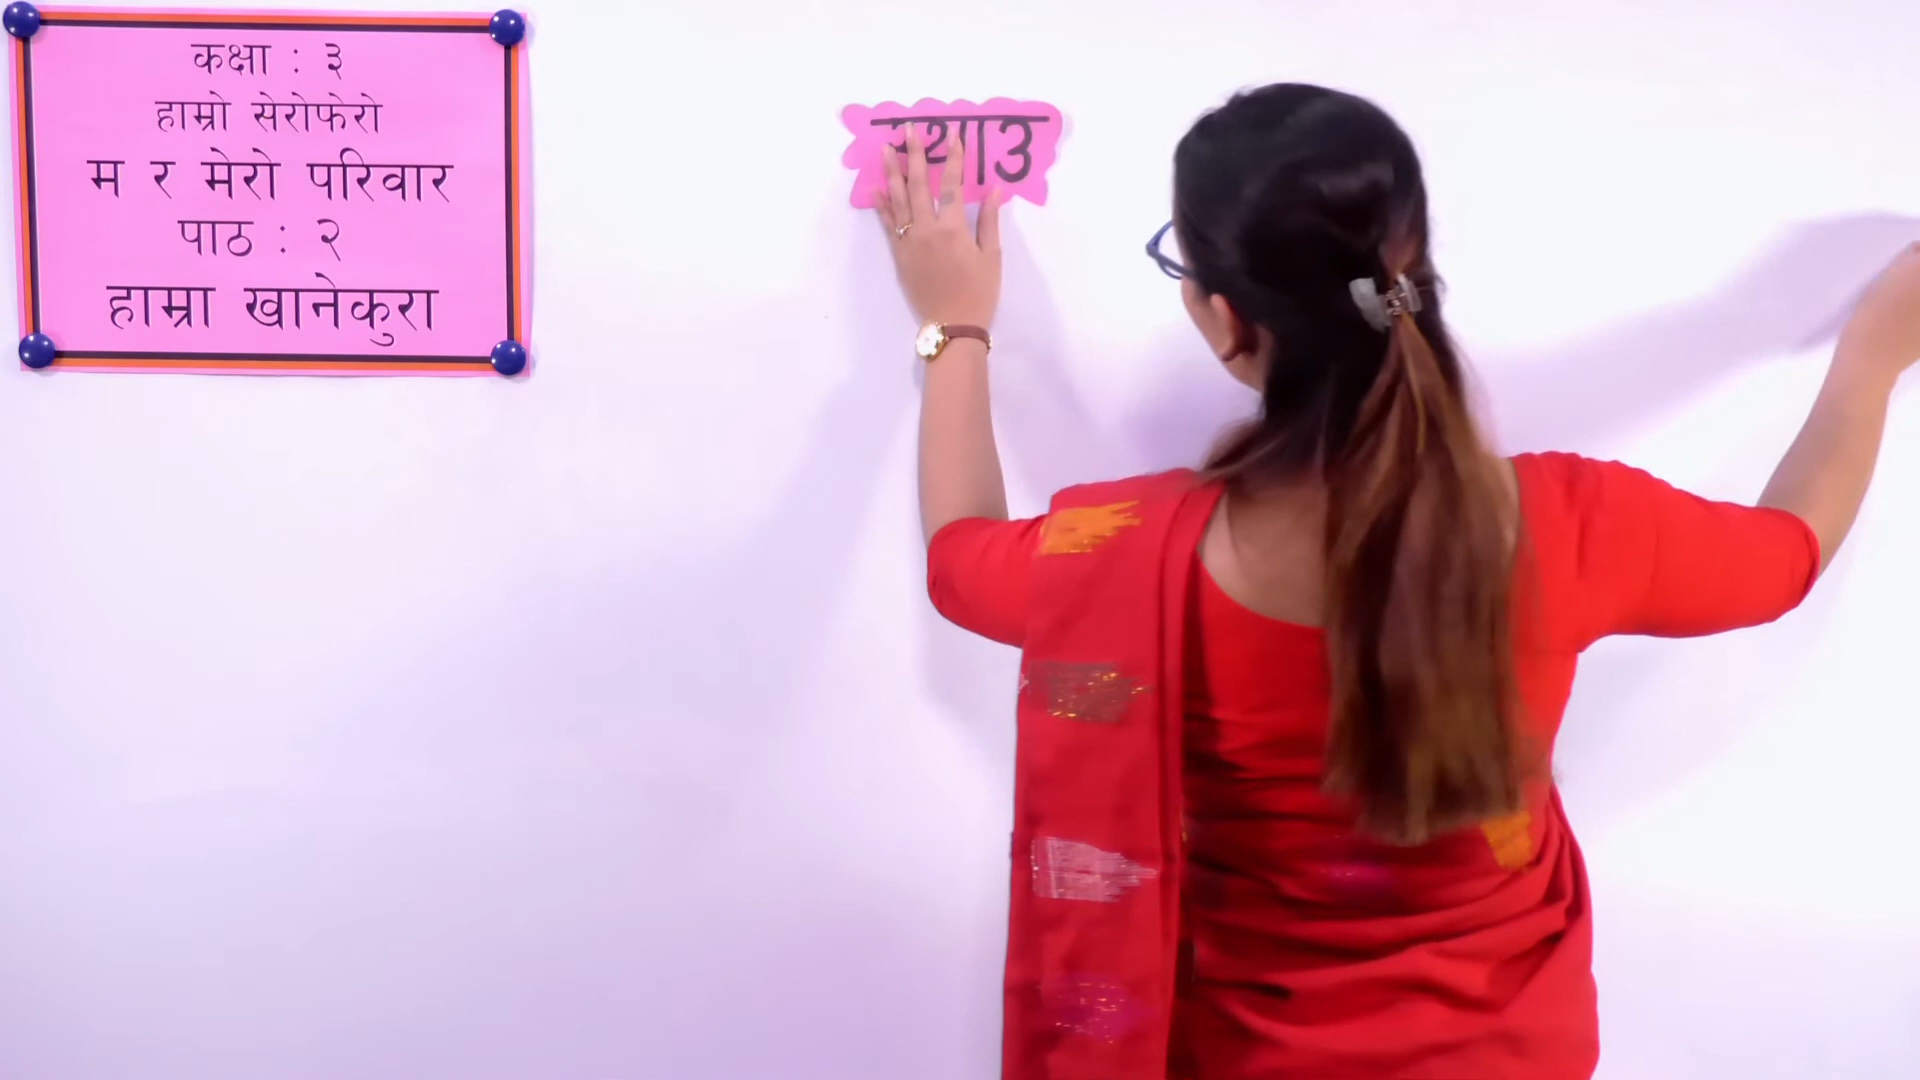 कक्षा : ३
हाम्रो सेरोफेरो
म र मेरो परिवार
पाठ : २
हाम्रा खानेकुरा